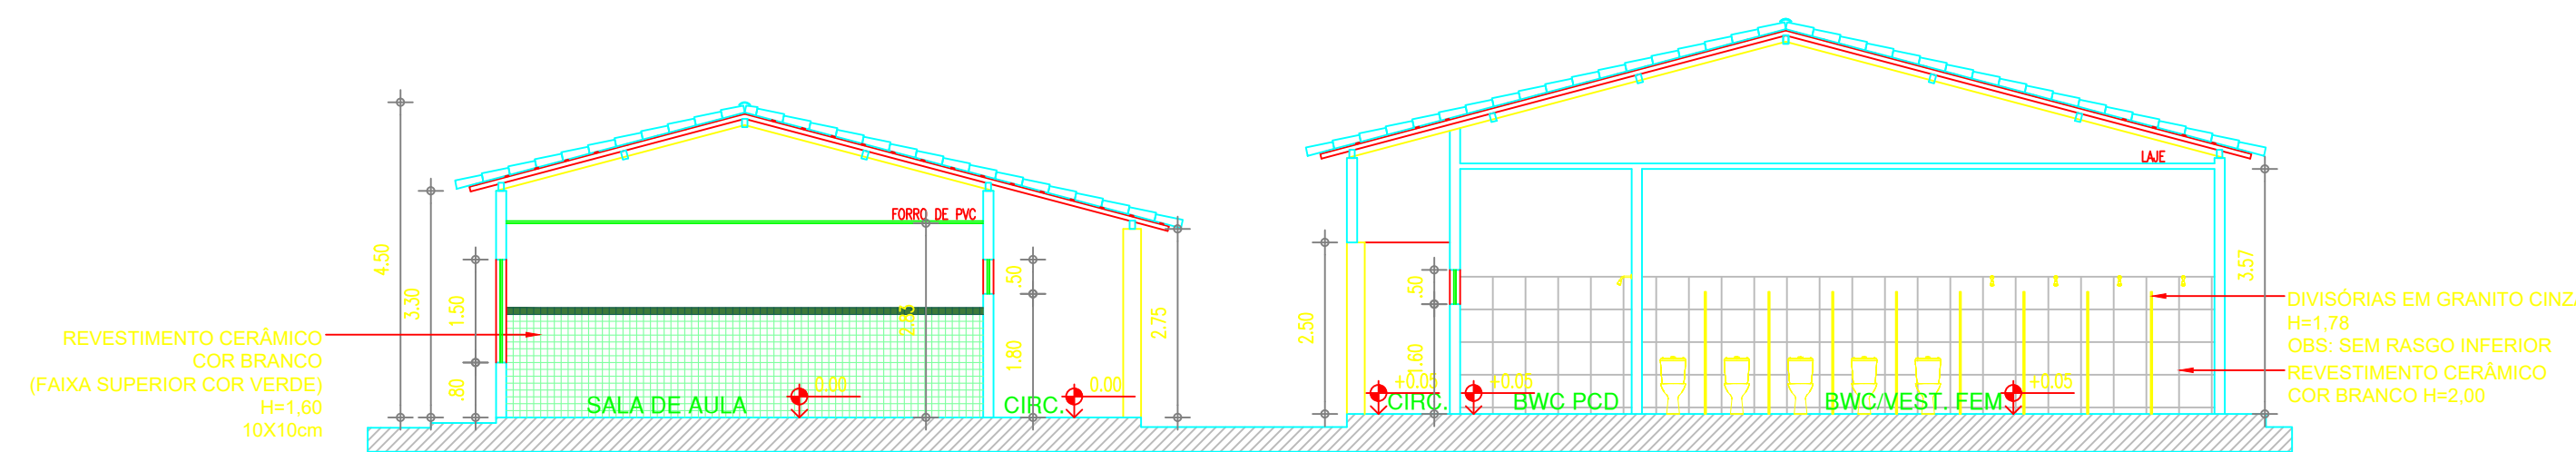 LAJE
FORRO DE PVC
4.50
3.30
1.50
.80
2.83
.50
1.80
2.75
2.50
.50
1.60
3.57
REVESTIMENTO CERÂMICO
COR BRANCO
(FAIXA SUPERIOR COR VERDE)
H=1,60
10X10cm
SALA DE AULA
0.00
CIRC.
0.00
CIRC.
+0.05
+0.05
BWC PCD
BWC/VEST. FEM
+0.05
DIVISÓRIAS EM GRANITO CINZA
H=1,78
OBS: SEM RASGO INFERIOR
REVESTIMENTO CERÂMICO
COR BRANCO H=2,00